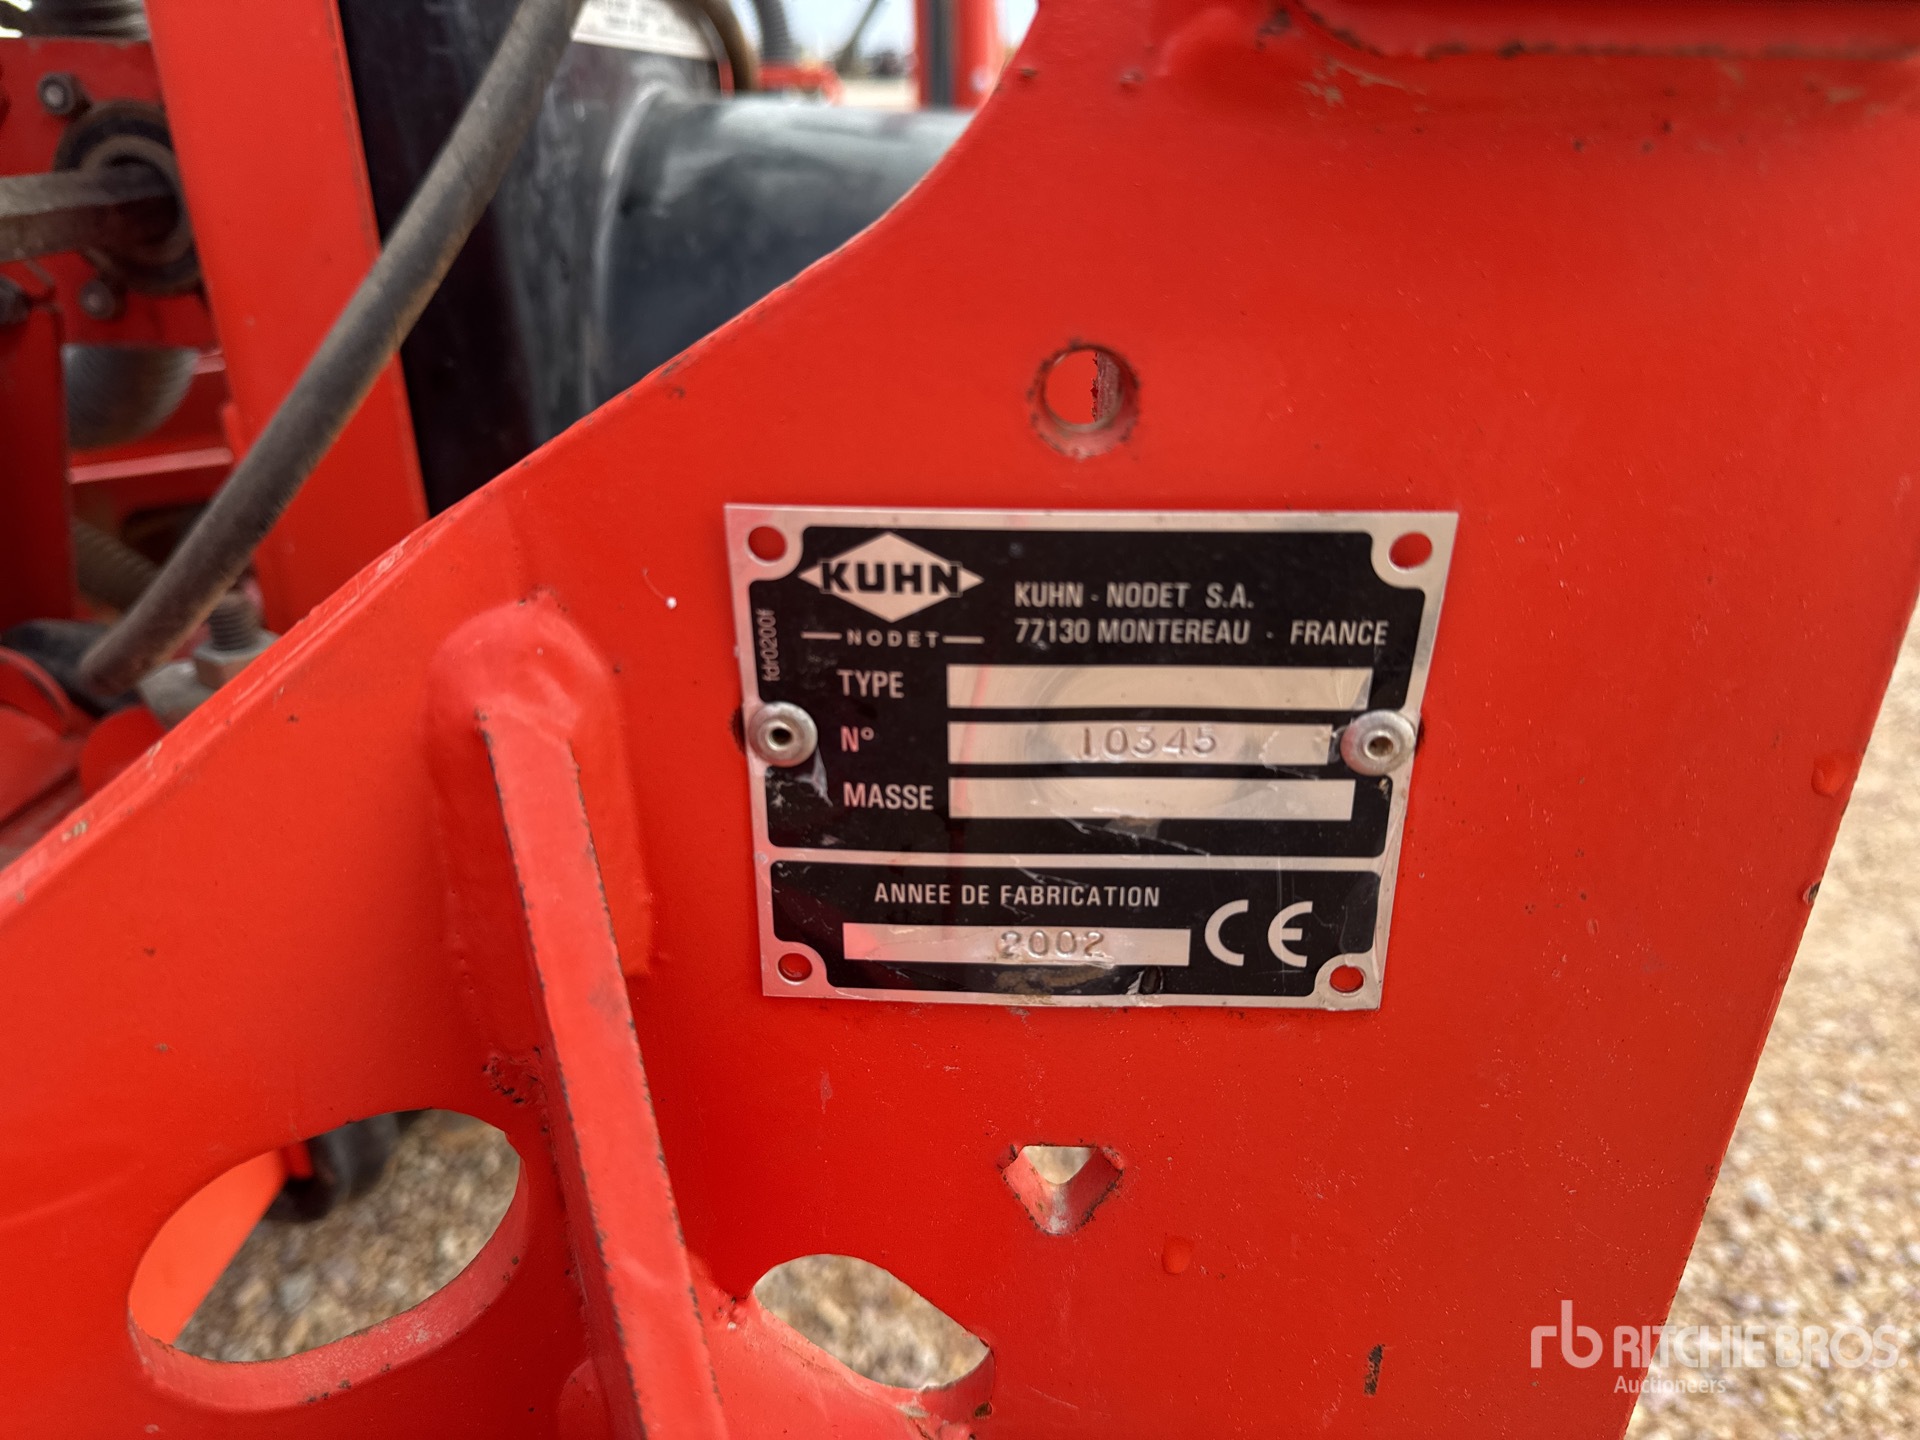 KUHN
NODET
KUHN - NODET S.A.
77130 MONTEREAU - FRANCE
fdr0200f
TYPE
N° 10345
MASSE
ANNEE DE FABRICATION
2002
CE
rb RITCHIE BROS
Auctioneers